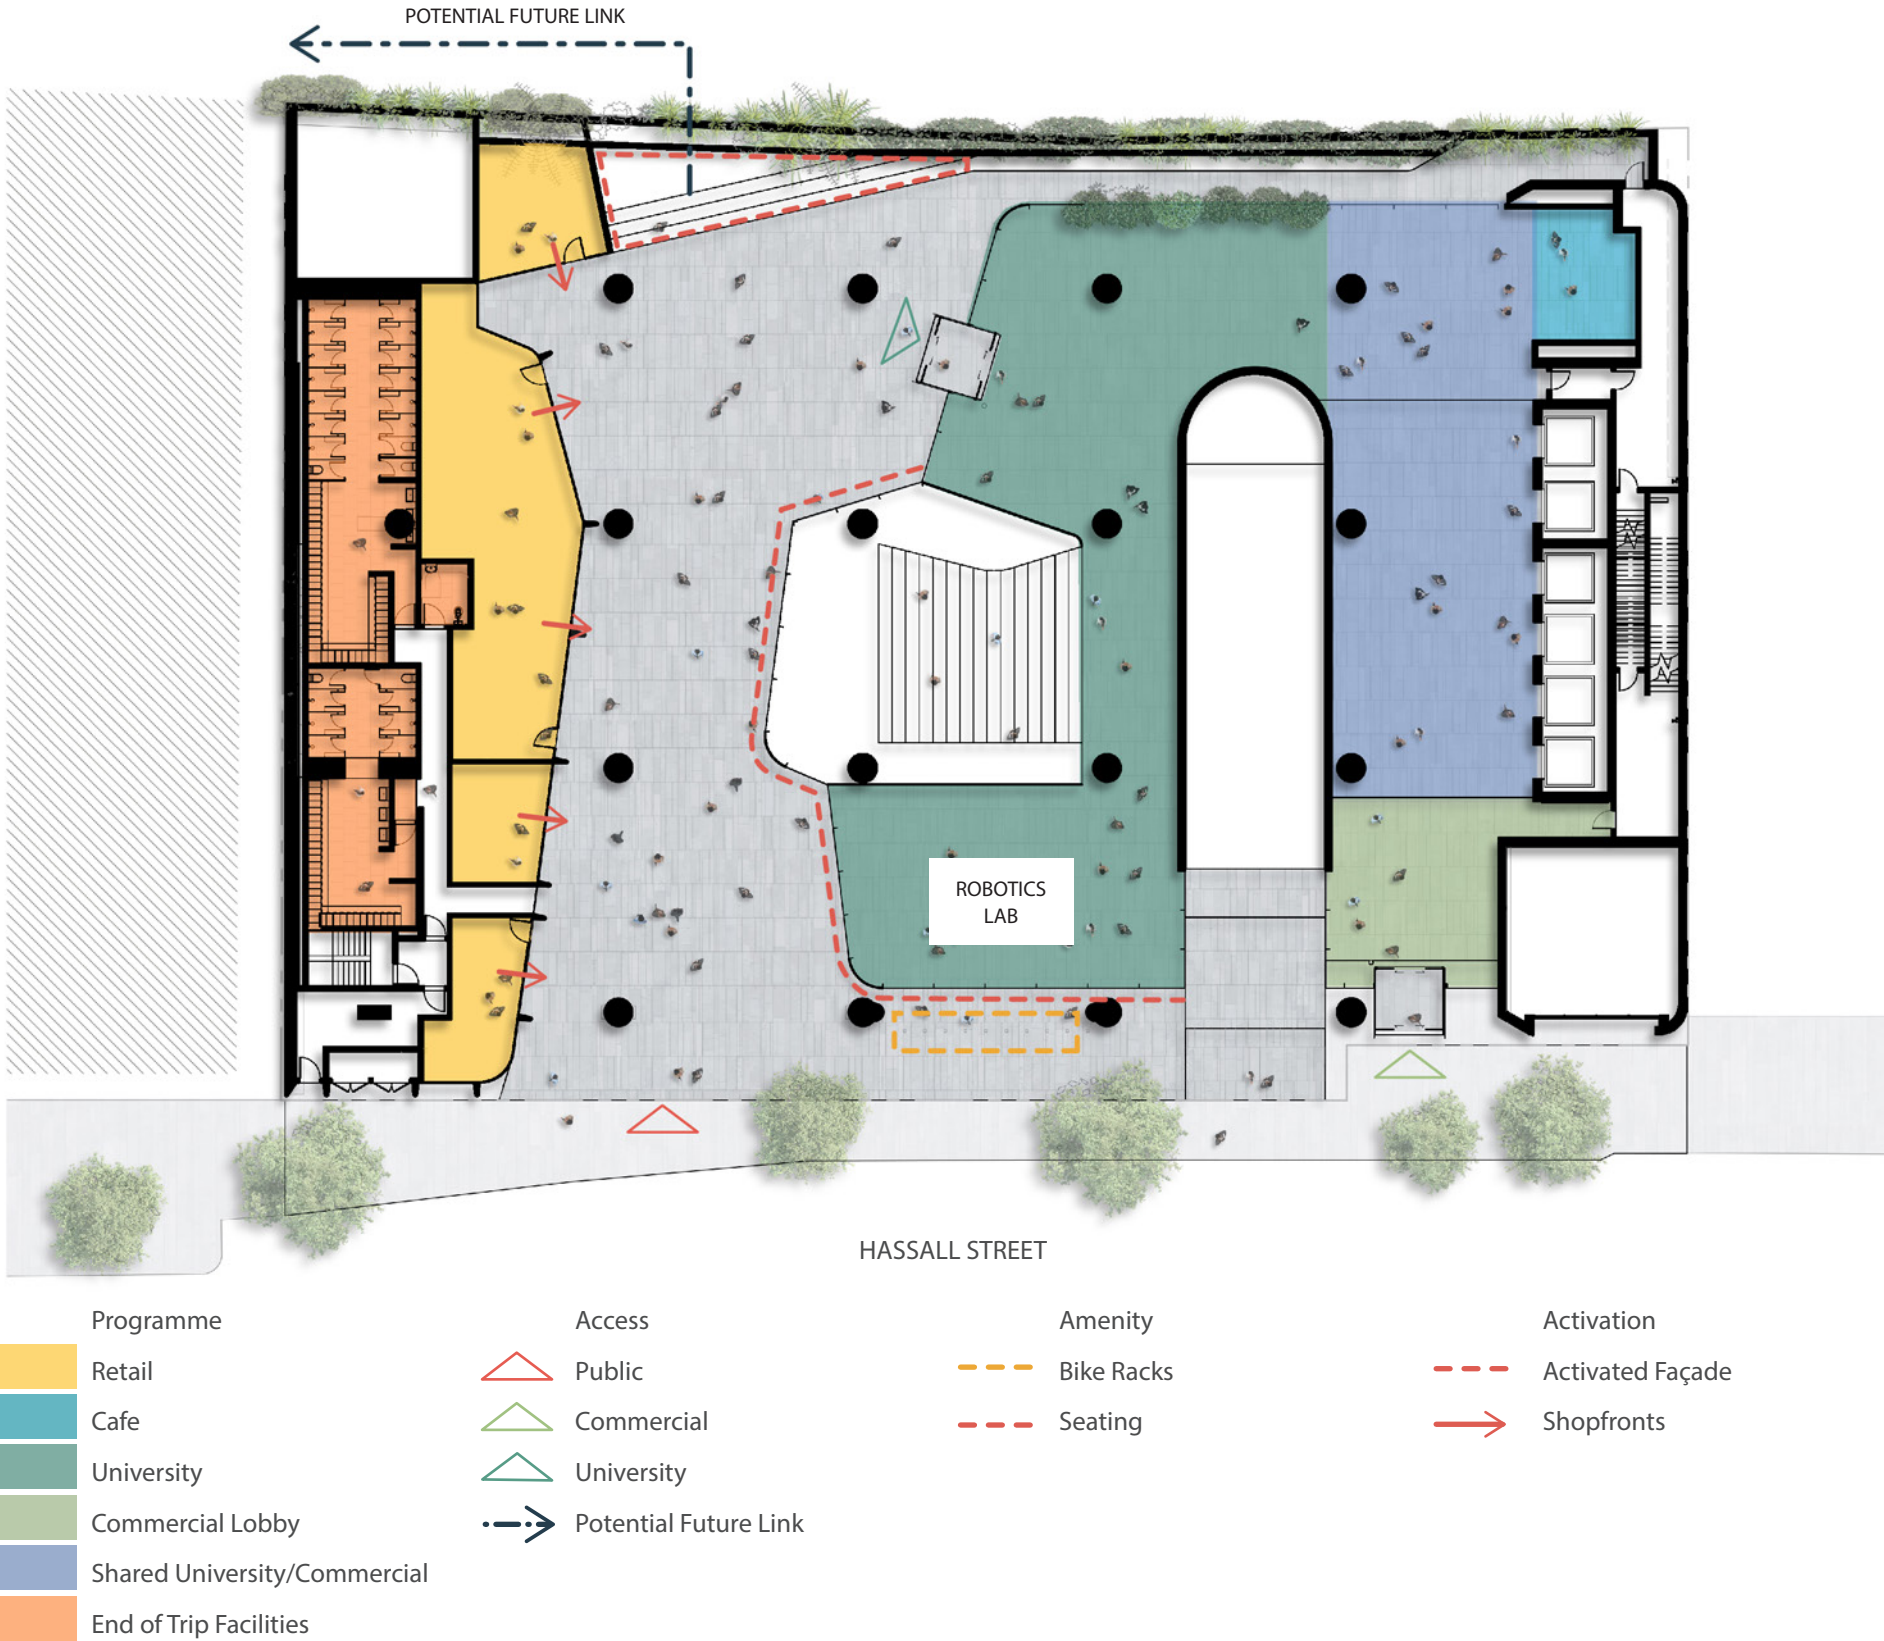 POTENTIAL FUTURE LINK
ROBOTICS
LAB
HASSALL STREET
Programme
Retail
Cafe
University
Commercial Lobby
Shared University/Commercial
End of Trip Facilities
Access
Public
Commercial
University
Potential Future Link
Amenity
Bike Racks
Seating
Activation
Activated Façade
Shopfronts